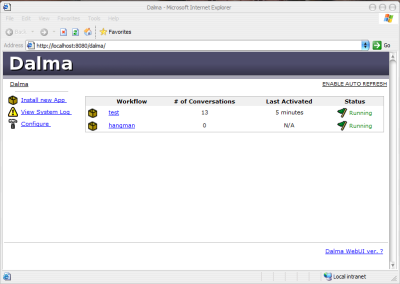 Dalma - Microsoft Internet Explorer
File Edit View Favorites Tools Help
Back Favorites
Address http://localhost:8080/dalma/ Go
Dalma
Dalma ENABLE AUTO REFRESH
Install new App
View System Log
Configure
Workflow # of Conversations Last Activated Status
test 13 5 minutes Running
hangman 0 N/A Running
Dalma WebUI ver. ?
Local intranet